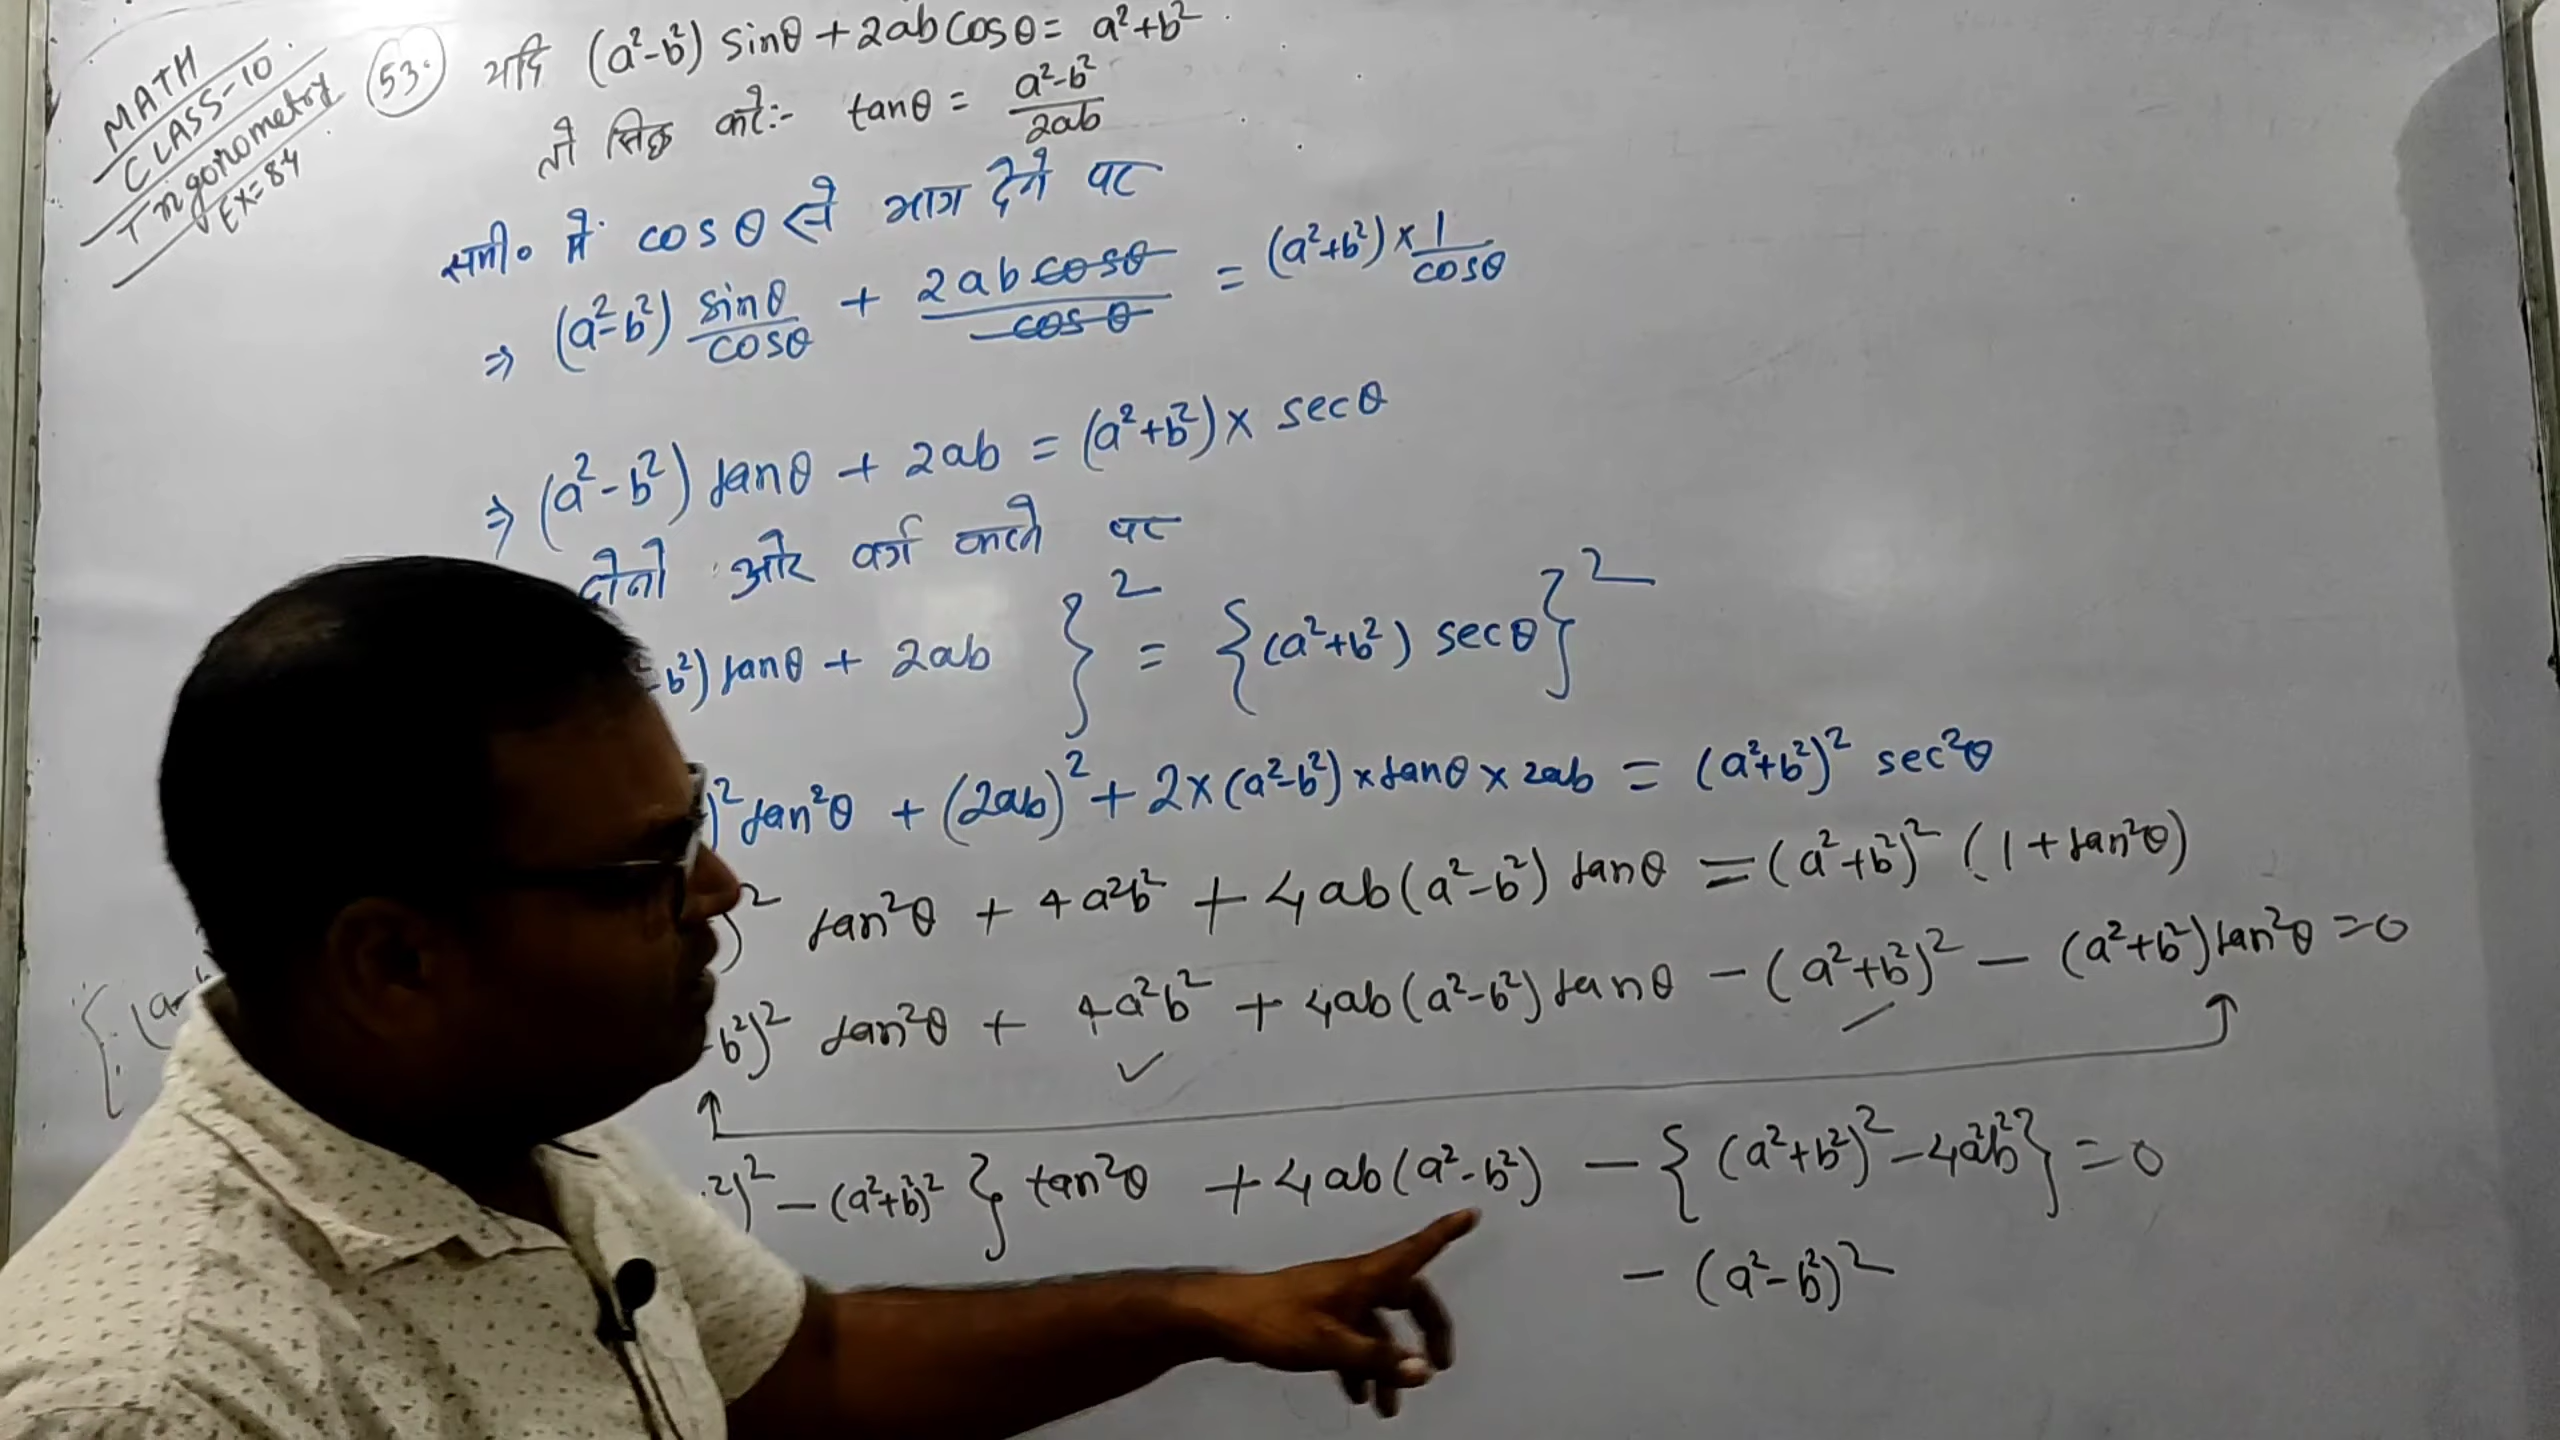 MATH
CLASS-10
Trigonometry
EX=84
53. यदि (a²-b²) sinθ + 2ab cosθ = a²+b²
तो सिद्ध करें:- tanθ = (a²-b²)/2ab
समी० में cosθ से भाग देने पर
⇒ (a²-b²) sinθ/cosθ + 2ab cosθ/cosθ = (a²+b²) × 1/cosθ
⇒ (a²-b²) tanθ + 2ab = (a²+b²) × secθ
दोनों ओर वर्ग करने पर
-b²) tanθ + 2ab }² = {(a²+b²) secθ}²
)² tan²θ + (2ab)² + 2×(a²-b²)×tanθ×2ab = (a²+b²)² sec²θ
)² tan²θ + 4a²b² + 4ab(a²-b²) tanθ = (a²+b²)² (1+tan²θ)
-b²)² tan²θ + 4a²b² + 4ab(a²-b²) tanθ - (a²+b²)² - (a²+b²) tan²θ = 0
{(a-b
²)² - (a²+b²)² } tan²θ + 4ab(a²-b²) - {(a²+b²)² - 4a²b²} = 0
- (a²-b²)²